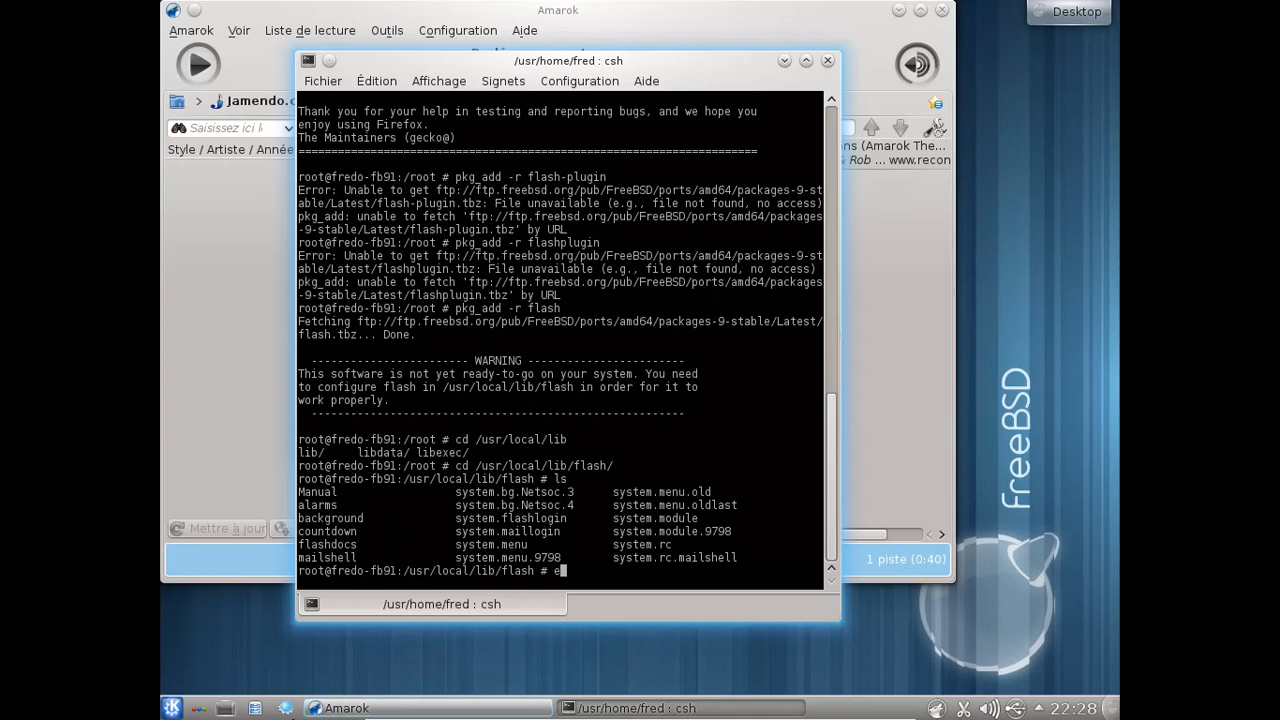 Amarok
Desktop
Amarok Voir Liste de lecture Outils Configuration Aide
/usr/home/fred : csh
Fichier Édition Affichage Signets Configuration Aide
Jamendo.c
Saisissez ici l
Style / Artiste / Année
ns (Amarok The...
& Rob ... www.recon
Thank you for your help in testing and reporting bugs, and we hope you
enjoy using Firefox.
The Maintainers (gecko@)
======================================================================
root@fredo-fb91:/root # pkg_add -r flash-plugin
Error: Unable to get ftp://ftp.freebsd.org/pub/FreeBSD/ports/amd64/packages-9-st
able/Latest/flash-plugin.tbz: File unavailable (e.g., file not found, no access)
pkg_add: unable to fetch 'ftp://ftp.freebsd.org/pub/FreeBSD/ports/amd64/packages
-9-stable/Latest/flash-plugin.tbz' by URL
root@fredo-fb91:/root # pkg_add -r flashplugin
Error: Unable to get ftp://ftp.freebsd.org/pub/FreeBSD/ports/amd64/packages-9-st
able/Latest/flashplugin.tbz: File unavailable (e.g., file not found, no access)
pkg_add: unable to fetch 'ftp://ftp.freebsd.org/pub/FreeBSD/ports/amd64/packages
-9-stable/Latest/flashplugin.tbz' by URL
root@fredo-fb91:/root # pkg_add -r flash
Fetching ftp://ftp.freebsd.org/pub/FreeBSD/ports/amd64/packages-9-stable/Latest/
flash.tbz... Done.
------------------------ WARNING ------------------------
This software is not yet ready-to-go on your system. You need
to configure flash in /usr/local/lib/flash in order for it to
work properly.
---------------------------------------------------------
root@fredo-fb91:/root # cd /usr/local/lib
lib/ libdata/ libexec/
root@fredo-fb91:/root # cd /usr/local/lib/flash/
root@fredo-fb91:/usr/local/lib/flash # ls
Manual system.bg.Netsoc.3 system.menu.old
alarms system.bg.Netsoc.4 system.menu.oldlast
background system.flashlogin system.module
countdown system.maillogin system.module.9798
flashdocs system.menu system.rc
mailshell system.menu.9798 system.rc.mailshell
root@fredo-fb91:/usr/local/lib/flash # e
/usr/home/fred : csh
Mettre à jour
1 piste (0:40)
freeBSD
Amarok
/usr/home/fred : csh
22:28